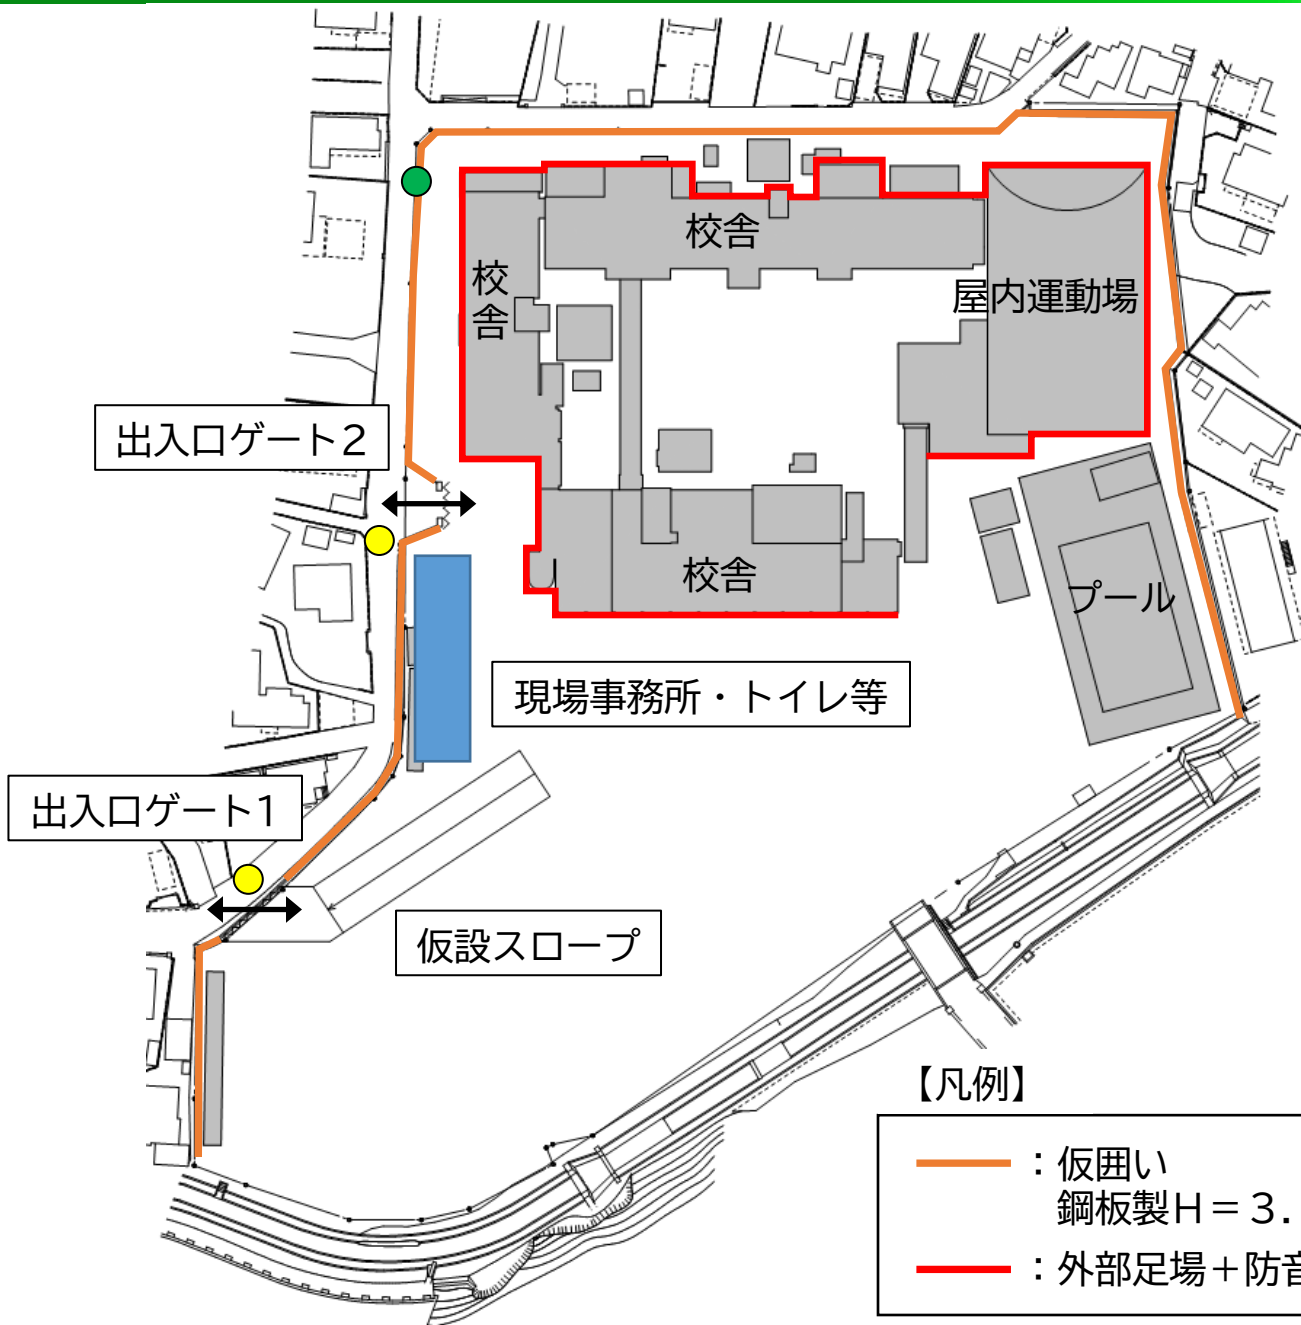 校舎
校舎
屋内運動場
出入口ゲート2
校舎
プール
現場事務所・トイレ等
出入口ゲート1
仮設スロープ
【凡例】
：仮囲い
鋼板製H＝3.
：外部足場＋防音